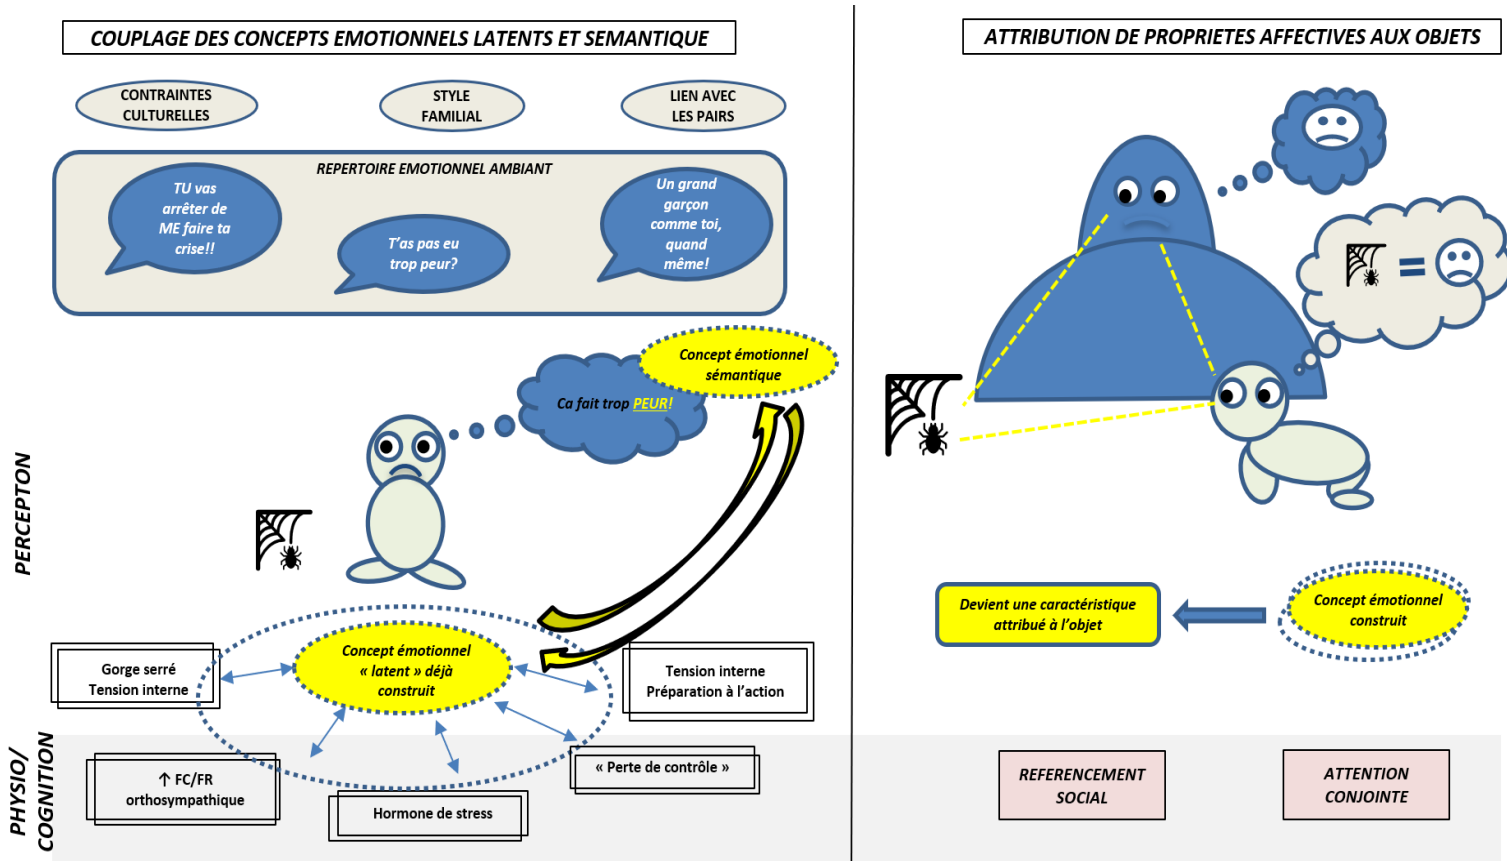 COUPLAGE DES CONCEPTS EMOTIONNELS LATENTS ET SEMANTIQUE
CONTRAINTES
CULTURELLES
STYLE
FAMILIAL
LIEN AVEC
LES PAIRS
REPERTOIRE EMOTIONNEL AMBIANT
TU vas
arrêter de
ME faire ta
crise!!
T'as pas eu
trop peur?
Un grand
garçon
comme toi,
quand
même!
Concept émotionnel
sémantique
Ca fait trop PEUR!
PERCEPTON
Concept émotionnel
« latent » déjà
construit
Gorge serré
Tension interne
Tension interne
Préparation à l'action
PHYSIO/
COGNITION
↑ FC/FR
orthosympathique
Hormone de stress
« Perte de contrôle »
ATTRIBUTION DE PROPRIETES AFFECTIVES AUX OBJETS
=
Devient une caractéristique
attribué à l'objet
Concept émotionnel
construit
REFERENCEMENT
SOCIAL
ATTENTION
CONJOINTE